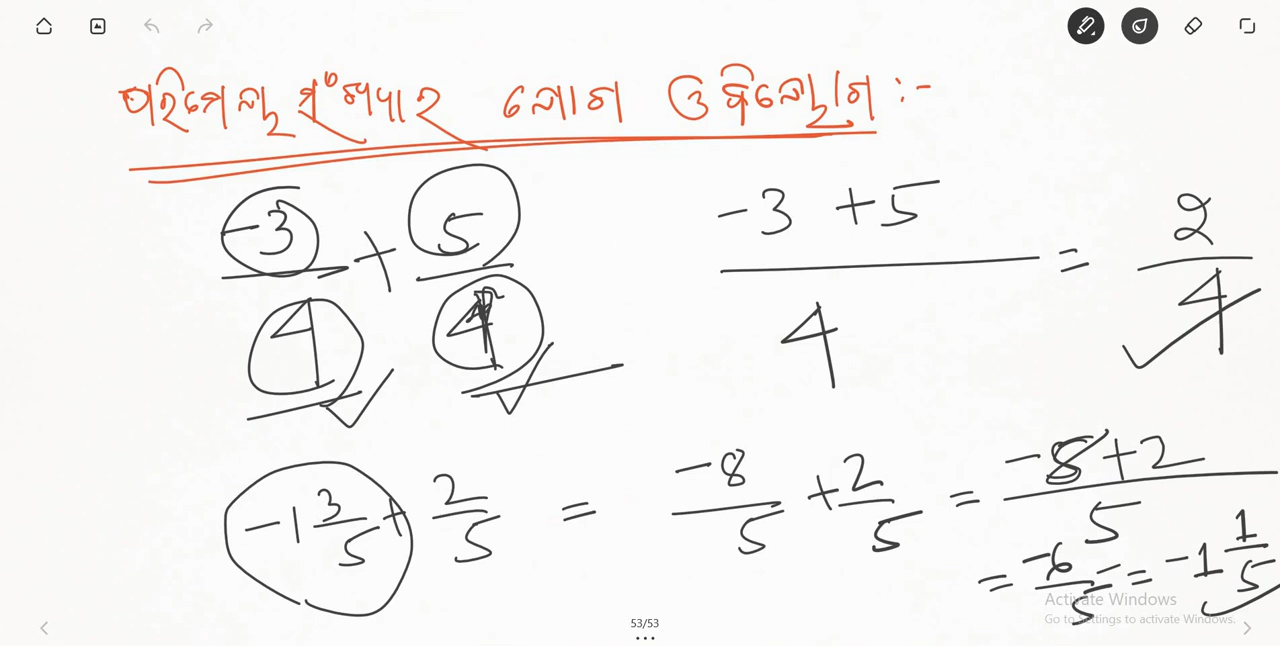 ପରିମେୟ ସଂଖ୍ୟାର ଯୋଗ ଓ ବିୟୋଗ :-
-3/4 + 5/4   (-3 +5)/4 = 2/4
-1 3/5 + 2/5 = -8/5 + 2/5 = (-8+2)/5
= -6/5 = -1 1/5
Activate Windows
Go to Settings to activate Windows.
53/53